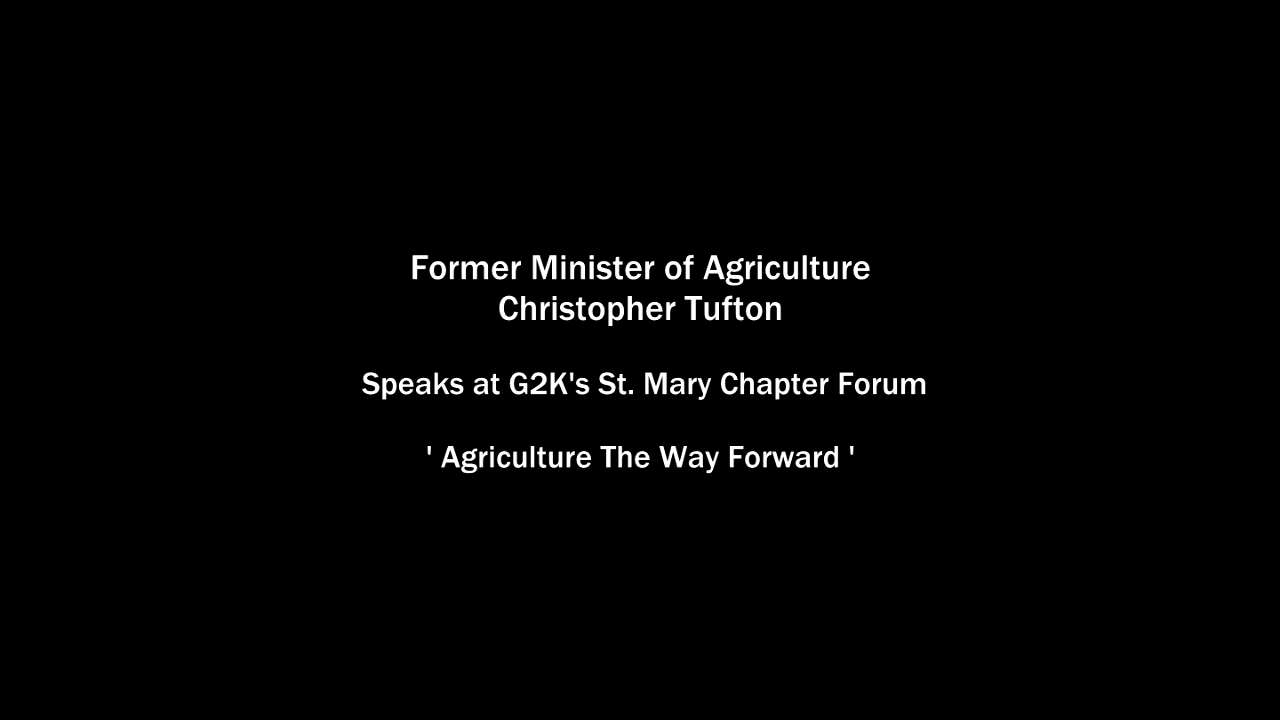 Former Minister of Agriculture
Christopher Tufton
Speaks at G2K's St. Mary Chapter Forum
' Agriculture The Way Forward '